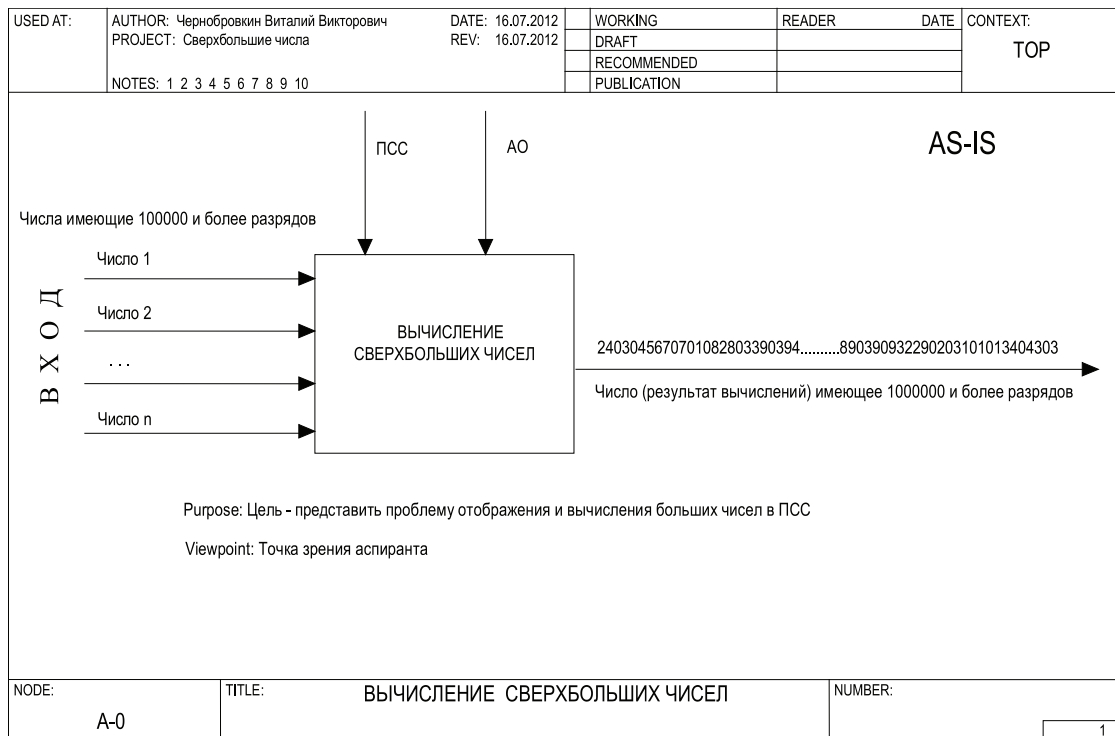 USED AT:
AUTHOR: Чернобровкин Виталий Викторович DATE: 16.07.2012
PROJECT: Сверхбольшие числа REV: 16.07.2012
NOTES: 1 2 3 4 5 6 7 8 9 10
WORKING
DRAFT
RECOMMENDED
PUBLICATION
READER DATE
CONTEXT:
TOP
ПСС
АО
AS-IS
Числа имеющие 100000 и более разрядов
ВХОД
Число 1
Число 2
. . .
Число n
ВЫЧИСЛЕНИЕ
СВЕРХБОЛЬШИХ ЧИСЕЛ
2403045670701082803390394.........890390932290203101013404303
Число (результат вычислений) имеющее 1000000 и более разрядов
Purpose: Цель - представить проблему отображения и вычисления больших чисел в ПСС
Viewpoint: Точка зрения аспиранта
NODE:
A-0
TITLE:
ВЫЧИСЛЕНИЕ СВЕРХБОЛЬШИХ ЧИСЕЛ
NUMBER:
1